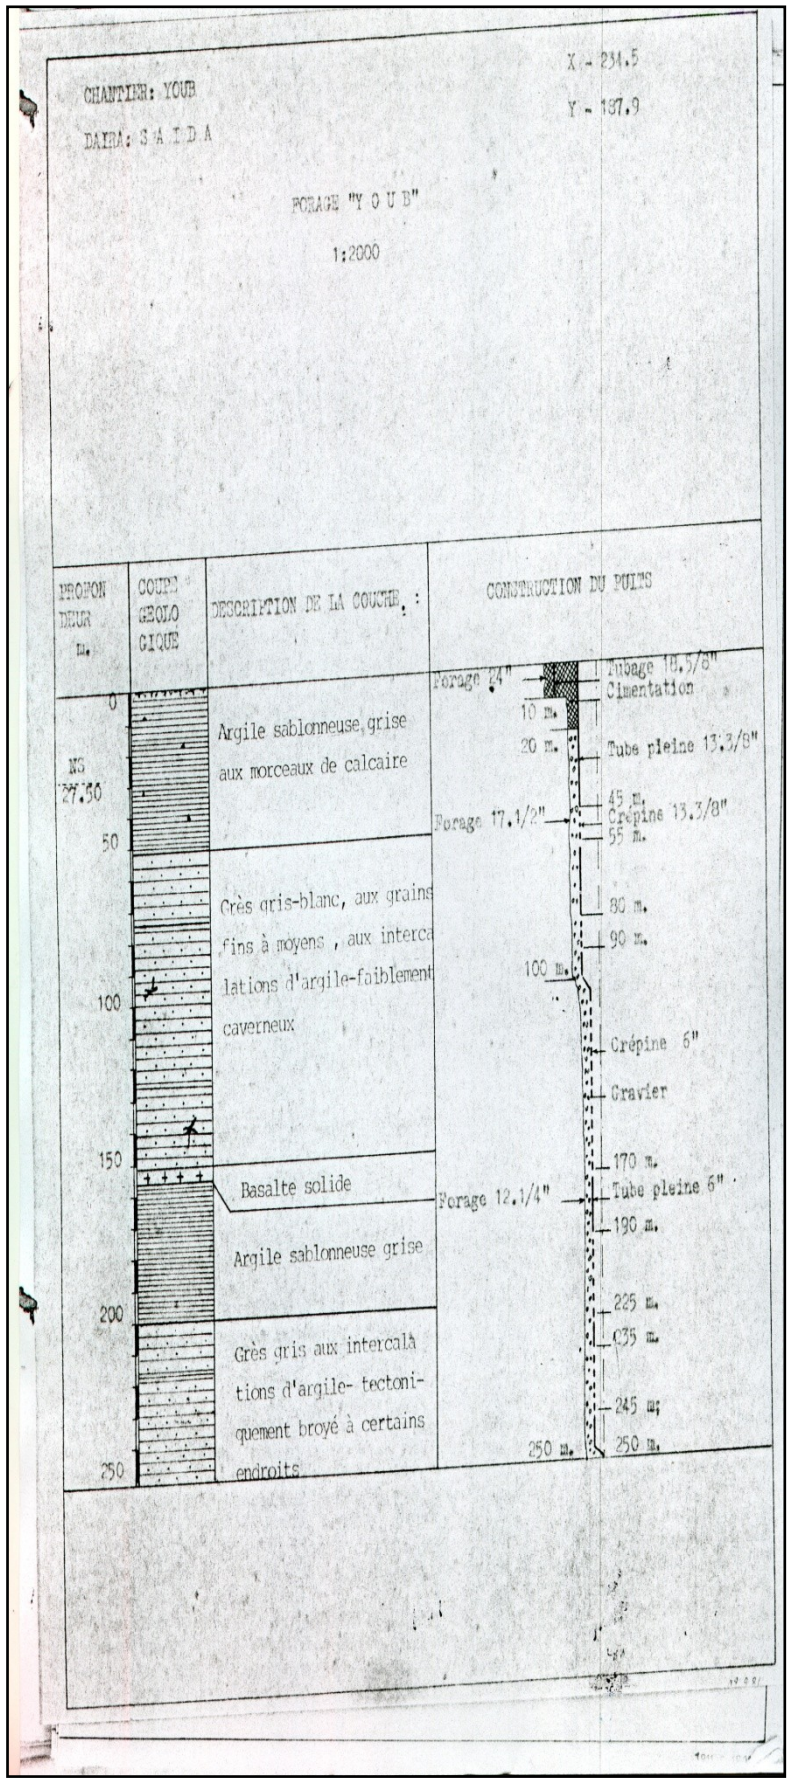 X - 234.5
CHANTIER: YOUB
Y - 187.9
DAIRA: S A I D A
FORAGE "Y O U B"
1:2000
PROFON
DEUR
m.
COUPE
GEOLO
GIQUE
DESCRIPTION DE LA COUCHE. :
CONSTRUCTION DU PUITS
0
NS
27.50
50
100
150
200
250
Argile sablonneuse grise
aux morceaux de calcaire
Grès gris-blanc, aux grains
fins à moyens , aux interca
lations d'argile-faiblement
caverneux
Basalte solide
Argile sablonneuse grise
Grès gris aux intercala
tions d'argile- tectoni-
quement broyé à certains
endroits
Forage 24"
Tubage 18.5/8"
Cimentation
10 m.
20 m.
Tube pleine 13.3/8"
45 m.
Forage 17.1/2"
Crépine 13.3/8"
55 m.
80 m.
90 m.
100 m.
Crépine 6"
Gravier
170 m.
Forage 12.1/4"
Tube pleine 6"
190 m.
225 m.
235 m.
245 m;
250 m.
250 m.